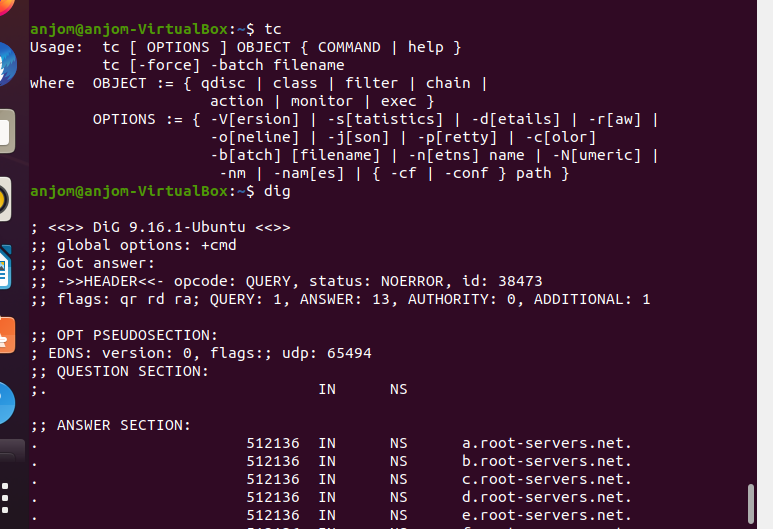 anjom@anjom-VirtualBox:~$ tc
Usage:  tc [ OPTIONS ] OBJECT { COMMAND | help }
        tc [-force] -batch filename
where  OBJECT := { qdisc | class | filter | chain |
                    action | monitor | exec }
       OPTIONS := { -V[ersion] | -s[tatistics] | -d[etails] | -r[aw] |
                    -o[neline] | -j[son] | -p[retty] | -c[olor]
                    -b[atch] [filename] | -n[etns] name | -N[umeric] |
                     -nm | -nam[es] | { -cf | -conf } path }
anjom@anjom-VirtualBox:~$ dig

; <<>> DiG 9.16.1-Ubuntu <<>>
;; global options: +cmd
;; Got answer:
;; ->>HEADER<<- opcode: QUERY, status: NOERROR, id: 38473
;; flags: qr rd ra; QUERY: 1, ANSWER: 13, AUTHORITY: 0, ADDITIONAL: 1

;; OPT PSEUDOSECTION:
; EDNS: version: 0, flags:; udp: 65494
;; QUESTION SECTION:
;.                              IN      NS

;; ANSWER SECTION:
.                       512136  IN      NS      a.root-servers.net.
.                       512136  IN      NS      b.root-servers.net.
.                       512136  IN      NS      c.root-servers.net.
.                       512136  IN      NS      d.root-servers.net.
.                       512136  IN      NS      e.root-servers.net.